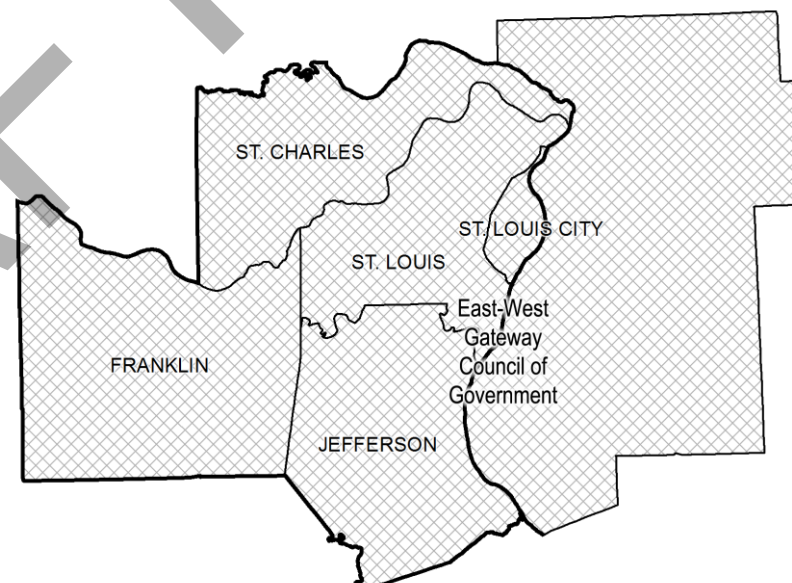 ST. CHARLES
ST. LOUIS CITY
ST. LOUIS
East-West
Gateway
Council of
Government
FRANKLIN
JEFFERSON